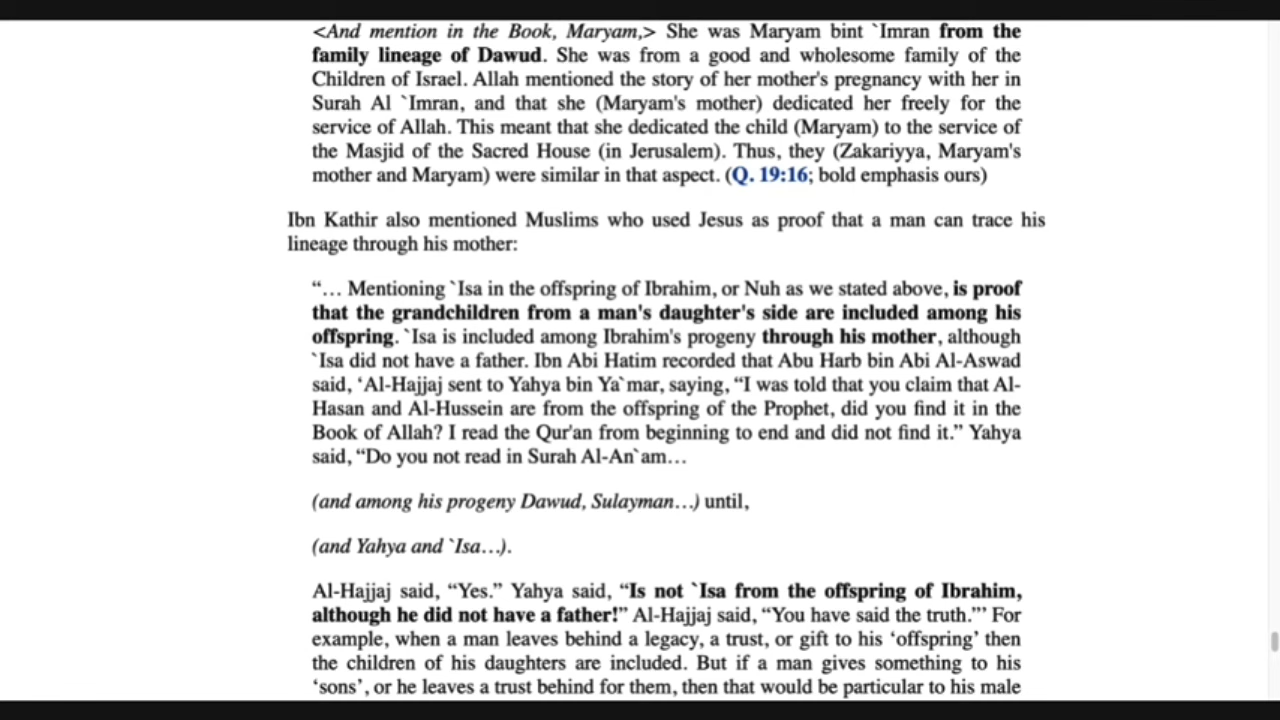 <And mention in the Book, Maryam,> She was Maryam bint `Imran from the
family lineage of Dawud. She was from a good and wholesome family of the
Children of Israel. Allah mentioned the story of her mother's pregnancy with her in
Surah Al `Imran, and that she (Maryam's mother) dedicated her freely for the
service of Allah. This meant that she dedicated the child (Maryam) to the service of
the Masjid of the Sacred House (in Jerusalem). Thus, they (Zakariyya, Maryam's
mother and Maryam) were similar in that aspect. (Q. 19:16; bold emphasis ours)
Ibn Kathir also mentioned Muslims who used Jesus as proof that a man can trace his
lineage through his mother:
“… Mentioning `Isa in the offspring of Ibrahim, or Nuh as we stated above, is proof
that the grandchildren from a man's daughter's side are included among his
offspring. `Isa is included among Ibrahim's progeny through his mother, although
`Isa did not have a father. Ibn Abi Hatim recorded that Abu Harb bin Abi Al-Aswad
said, ‘Al-Hajjaj sent to Yahya bin Ya`mar, saying, “I was told that you claim that Al-
Hasan and Al-Hussein are from the offspring of the Prophet, did you find it in the
Book of Allah? I read the Qur'an from beginning to end and did not find it.” Yahya
said, “Do you not read in Surah Al-An`am…
(and among his progeny Dawud, Sulayman…) until,
(and Yahya and `Isa…).
Al-Hajjaj said, “Yes.” Yahya said, “Is not `Isa from the offspring of Ibrahim,
although he did not have a father!” Al-Hajjaj said, “You have said the truth.”’ For
example, when a man leaves behind a legacy, a trust, or gift to his ‘offspring’ then
the children of his daughters are included. But if a man gives something to his
‘sons’, or he leaves a trust behind for them, then that would be particular to his male